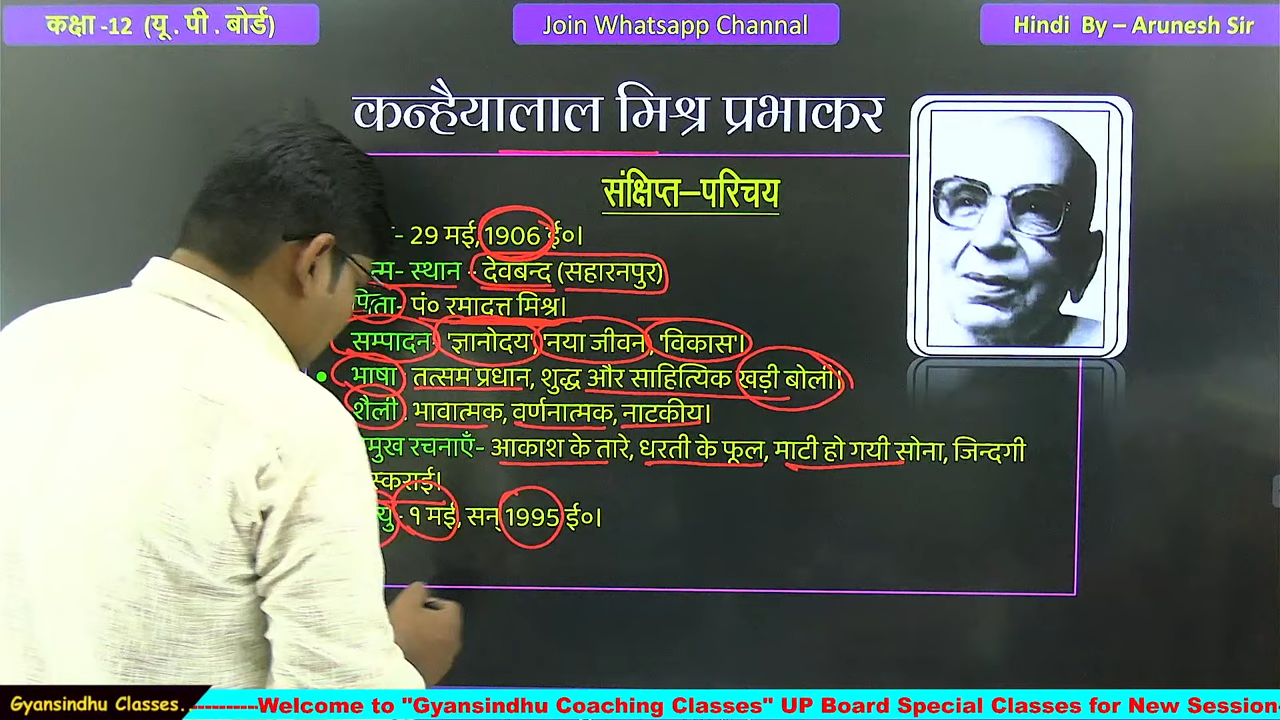 कक्षा -12 (यू . पी . बोर्ड)
Join Whatsapp Channal
Hindi By – Arunesh Sir
कन्हैयालाल मिश्र प्रभाकर
संक्षिप्त–परिचय
- 29 मई, 1906 ई०।
न्म- स्थान - देवबन्द (सहारनपुर)
पिता- पं० रमादत्त मिश्र।
सम्पादन- 'ज्ञानोदय', 'नया जीवन, 'विकास'।
भाषा तत्सम प्रधान, शुद्ध और साहित्यिक खड़ी बोली।
शैली . भावात्मक, वर्णनात्मक, नाटकीय।
मुख रचनाएँ- आकाश के तारे, धरती के फूल, माटी हो गयी सोना, जिन्दगी
स्कराई।
यु - १ मई, सन् 1995 ई०।
Gyansindhu Classes.
----------Welcome to "Gyansindhu Coaching Classes" UP Board Special Classes for New Session-